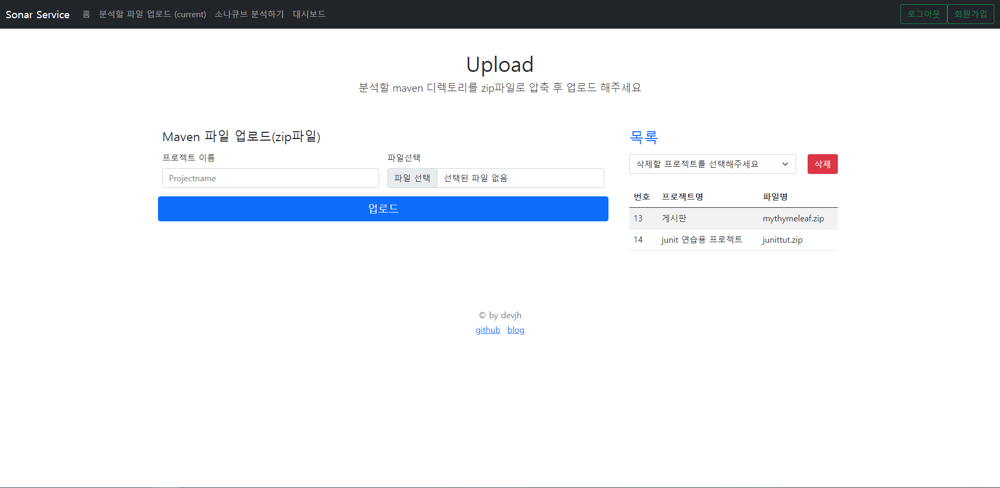 Sonar Service 홈 분석할 파일 업로드 (current) 소나큐브 분석하기 대시보드 로그아웃 회원가입
Upload
분석할 maven 디렉토리를 zip파일로 압축 후 업로드 해주세요
Maven 파일 업로드(zip파일)
프로젝트 이름 파일선택
Projectname 파일 선택 선택된 파일 없음
업로드
목록
삭제할 프로젝트를 선택해주세요 삭제
번호 프로젝트명 파일명
13 게시판 mythymeleaf.zip
14 junit 연습용 프로젝트 junittut.zip
© by devjh
github blog